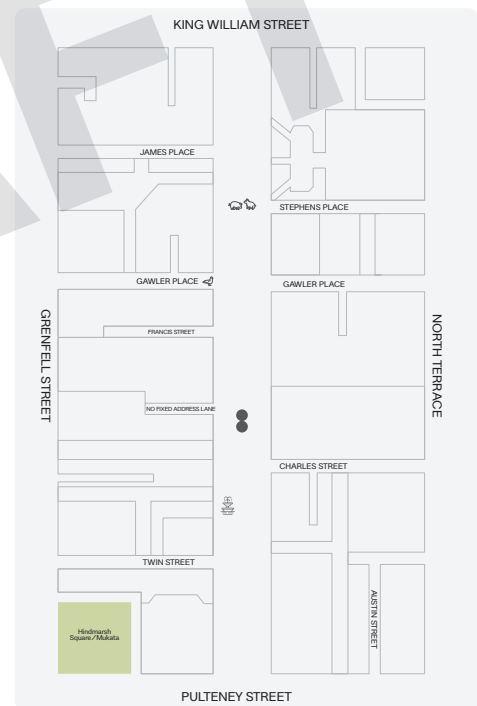 KING WILLIAM STREET
JAMES PLACE
STEPHENS PLACE
GAWLER PLACE
GAWLER PLACE
GRENFELL STREET
NORTH TERRACE
FRANCIS STREET
NO FIXED ADDRESS LANE
CHARLES STREET
TWIN STREET
AUSTIN STREET
Hindmarsh
Square/Mukata
PULTENEY STREET